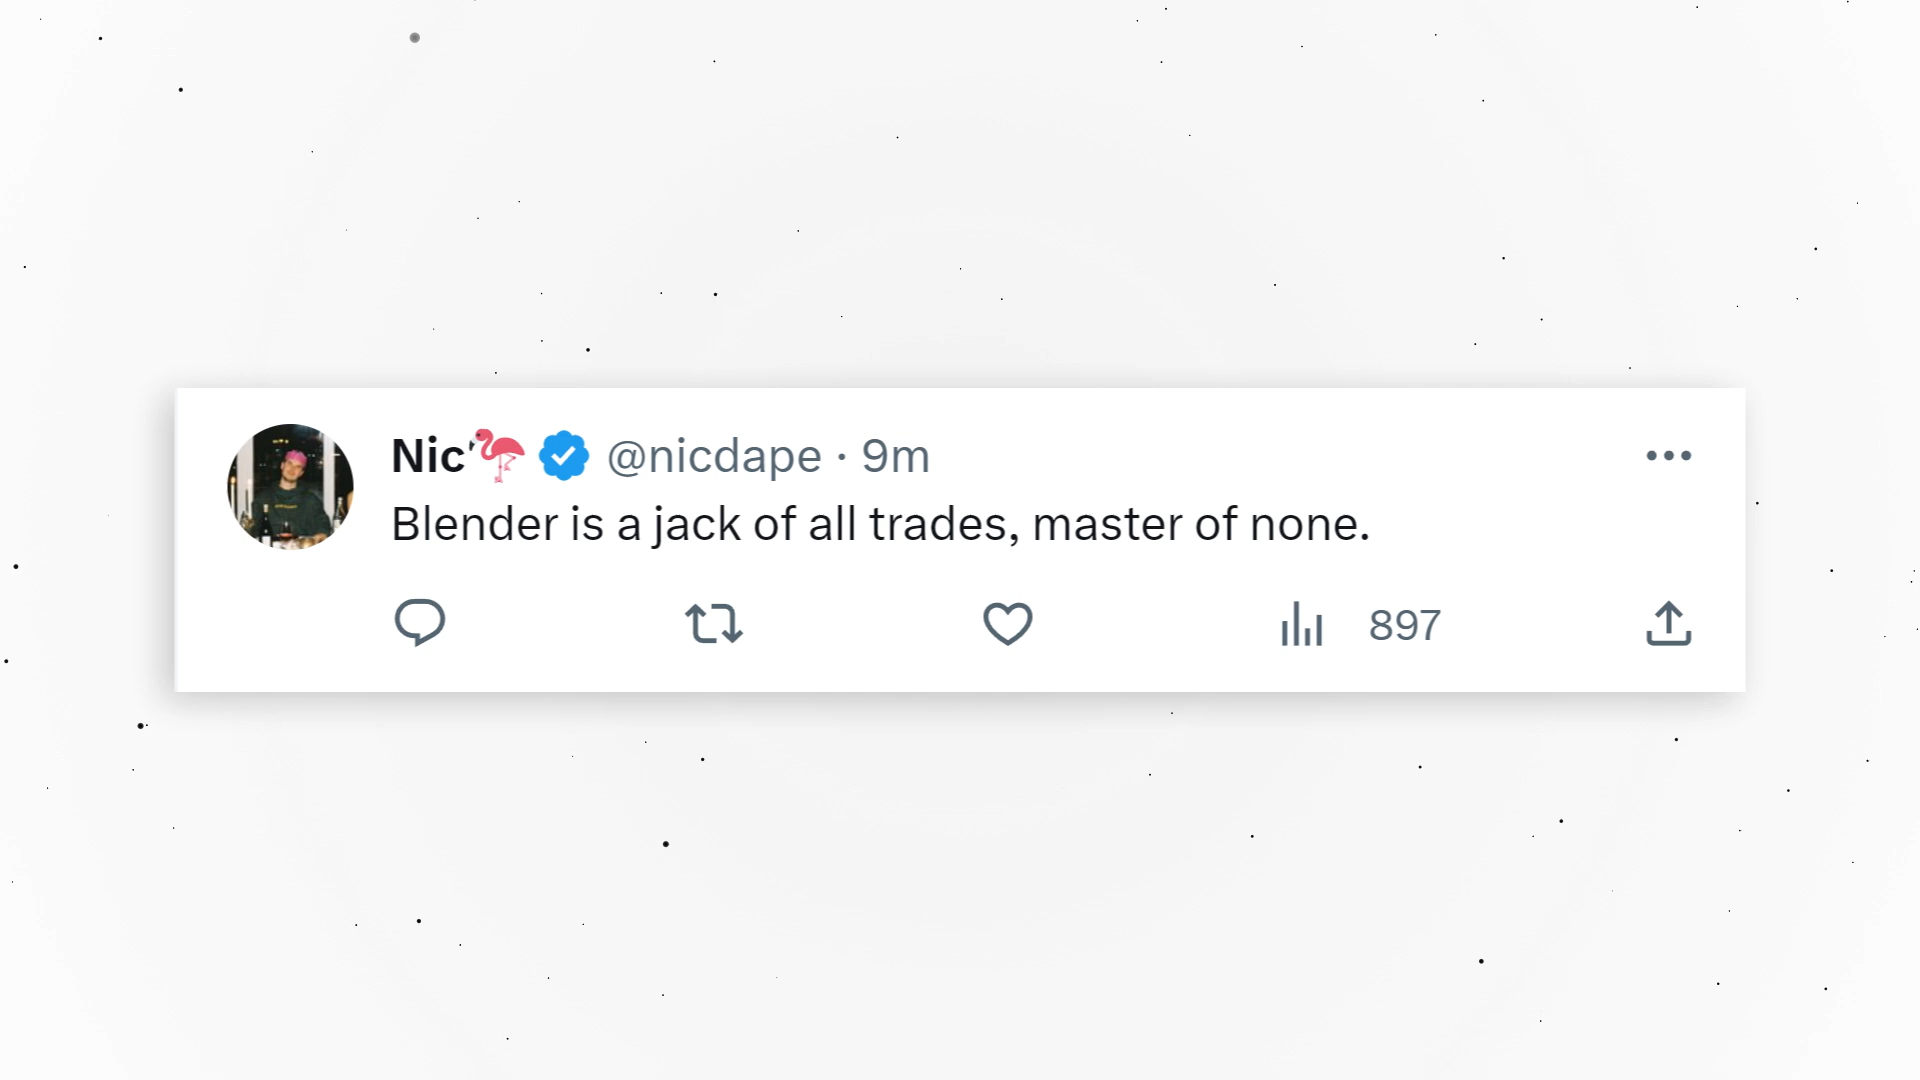 Nic'🦩 @nicdape · 9m
Blender is a jack of all trades, master of none.
897